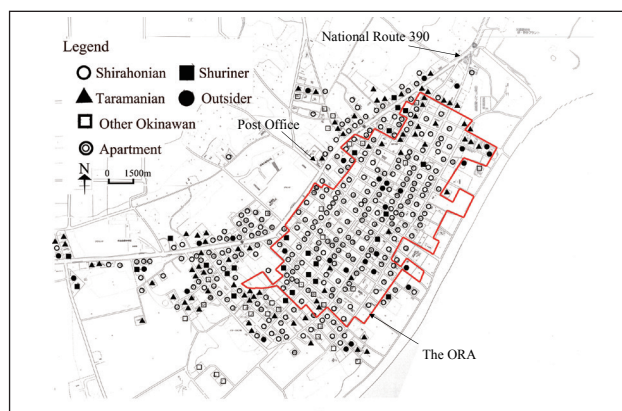 National Route 390
Legend
Shirahonian
Shuriner
Taramanian
Outsider
Other Okinawan
Post Office
Apartment
N
0 1500m
The ORA